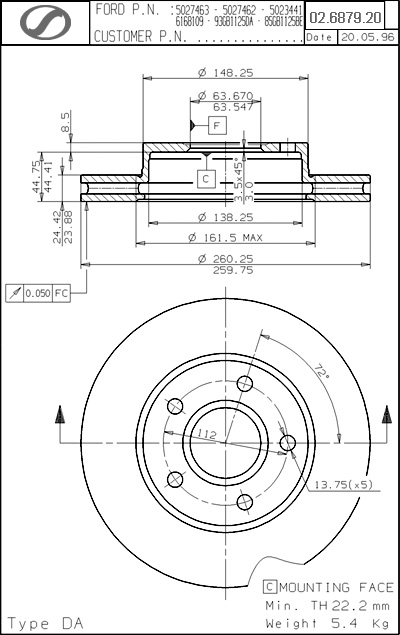 FORD P.N. :5027463 - 5027462 - 5023441
6168109 - 93GB1125DA - 85GB1125BE
CUSTOMER P.N. ..................
02.6879.20
Date 20.05.96
Ø 148.25
Ø 63.670
63.547
F
8.5
C
3.5x45°
3.0
44.75
44.41
24.42
23.88
Ø 138.25
Ø 161.5 MAX
Ø 260.25
259.75
0.050 FC
72°
112
13.75(x5)
C MOUNTING FACE
Min. TH 22.2 mm
Weight 5.4 Kg
Type DA